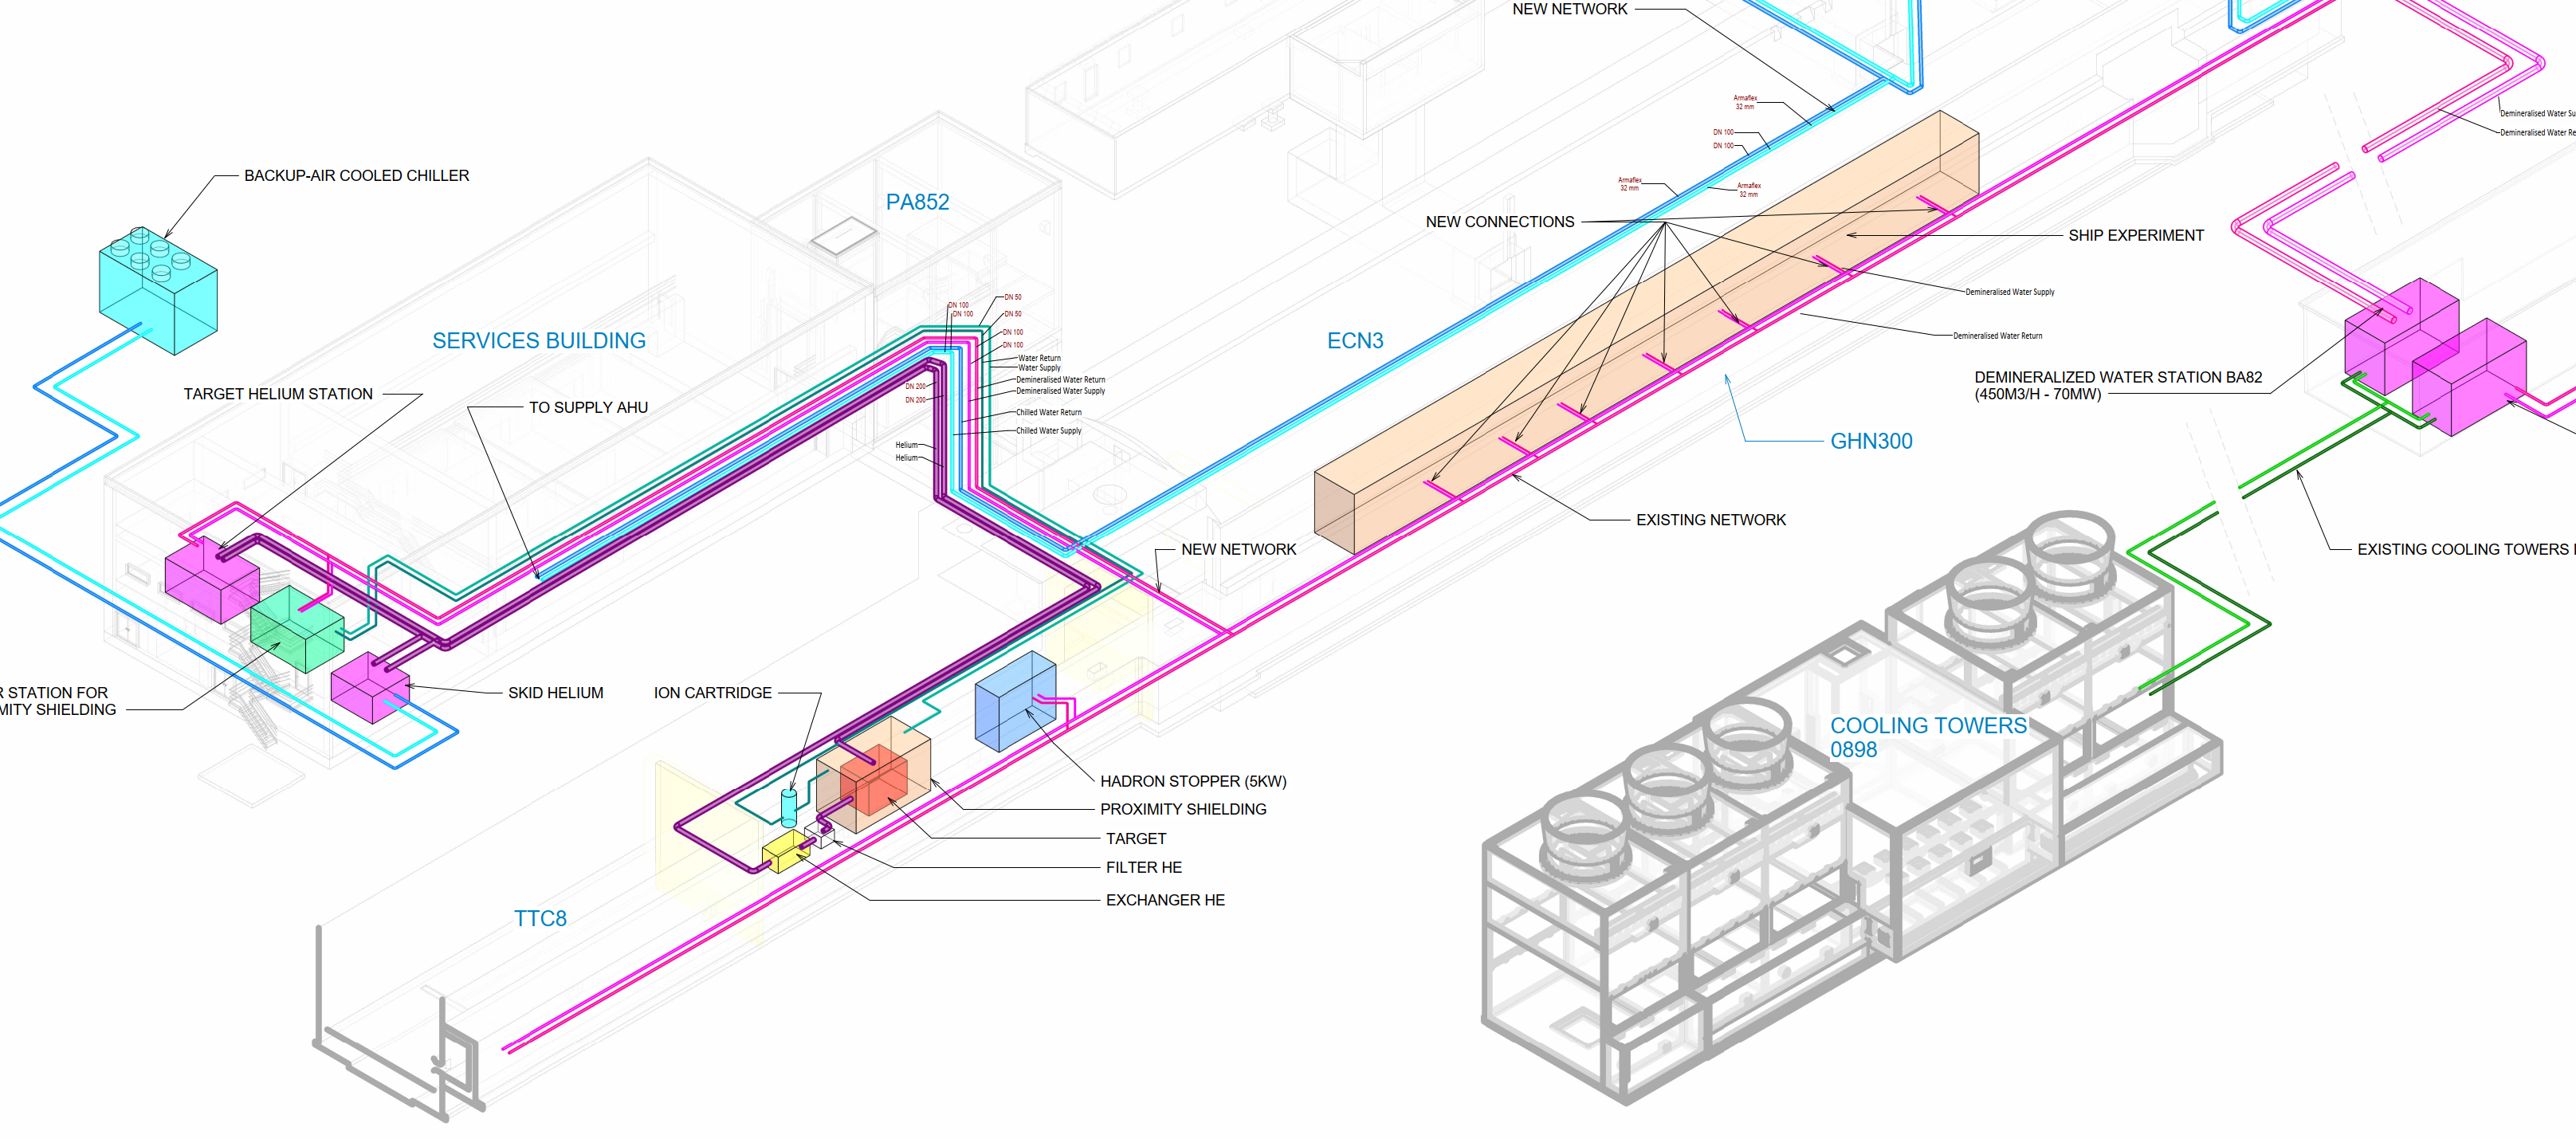 NEW NETWORK
Armaflex
32 mm
DN 100
DN 100
Demineralised Water
Demineralised Water
BACKUP-AIR COOLED CHILLER
PA852
Armaflex
32 mm
Armaflex
32 mm
NEW CONNECTIONS
SHIP EXPERIMENT
Demineralised Water Supply
Demineralised Water Return
DN 100
DN 100
DN 50
DN 50
DN 100
DN 100
SERVICES BUILDING
ECN3
Water Return
Water Supply
Demineralised Water Return
Demineralised Water Supply
DN 200
DN 200
DEMINERALIZED WATER STATION BA82
(450M3/H - 70MW)
TARGET HELIUM STATION
TO SUPPLY AHU
Chilled Water Return
Chilled Water Supply
Helium
Helium
GHN300
EXISTING NETWORK
NEW NETWORK
EXISTING COOLING TOWERS
R STATION FOR
MITY SHIELDING
SKID HELIUM
ION CARTRIDGE
COOLING TOWERS
0898
HADRON STOPPER (5KW)
PROXIMITY SHIELDING
TARGET
FILTER HE
EXCHANGER HE
TTC8